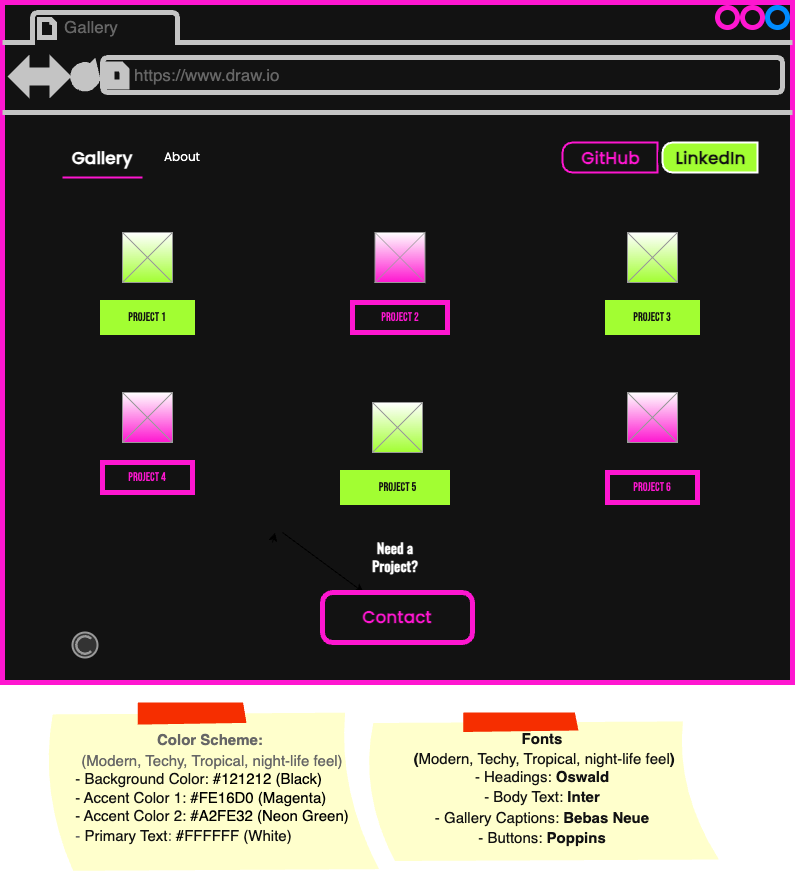 Gallery
https://www.draw.io
Gallery
About
GitHub
LinkedIn
PROJECT 1
PROJECT 2
PROJECT 3
PROJECT 4
PROJECT 5
PROJECT 6
Need a
Project?
Contact
©
Color Scheme:
(Modern, Techy, Tropical, night-life feel)
- Background Color: #121212 (Black)
- Accent Color 1: #FE16D0 (Magenta)
- Accent Color 2: #A2FE32 (Neon Green)
- Primary Text: #FFFFFF (White)
Fonts
(Modern, Techy, Tropical, night-life feel)
- Headings: Oswald
- Body Text: Inter
- Gallery Captions: Bebas Neue
- Buttons: Poppins